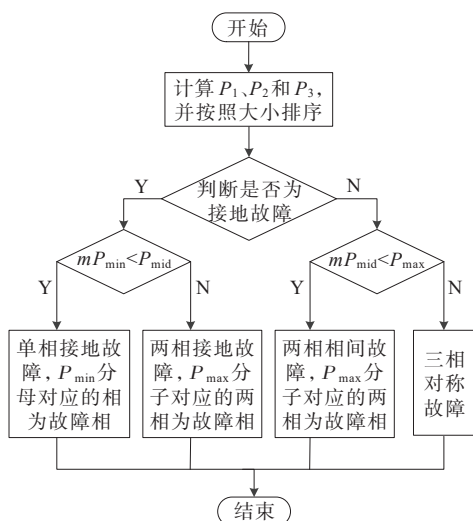 开始
计算P₁、P₂和P₃,
并按照大小排序
Y
判断是否为
接地故障
N
mPmin<Pmid
mPmid<Pmax
Y
N
Y
N
单相接地故
障,Pmin分
母对应的相
为故障相
两相接地故
障,Pmax分
子对应的两
相为故障相
两相相间故
障,Pmax分
子对应的两
相为故障相
三相
对称
故障
结束